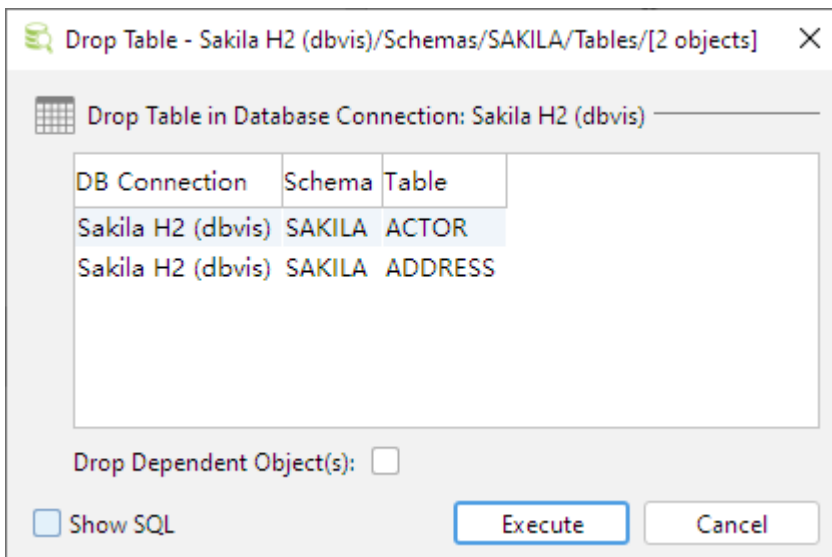 Drop Table - Sakila H2 (dbvis)/Schemas/SAKILA/Tables/[2 objects]
Drop Table in Database Connection: Sakila H2 (dbvis)
DB Connection Schema Table
Sakila H2 (dbvis) SAKILA ACTOR
Sakila H2 (dbvis) SAKILA ADDRESS
Drop Dependent Object(s):
Show SQL Execute Cancel